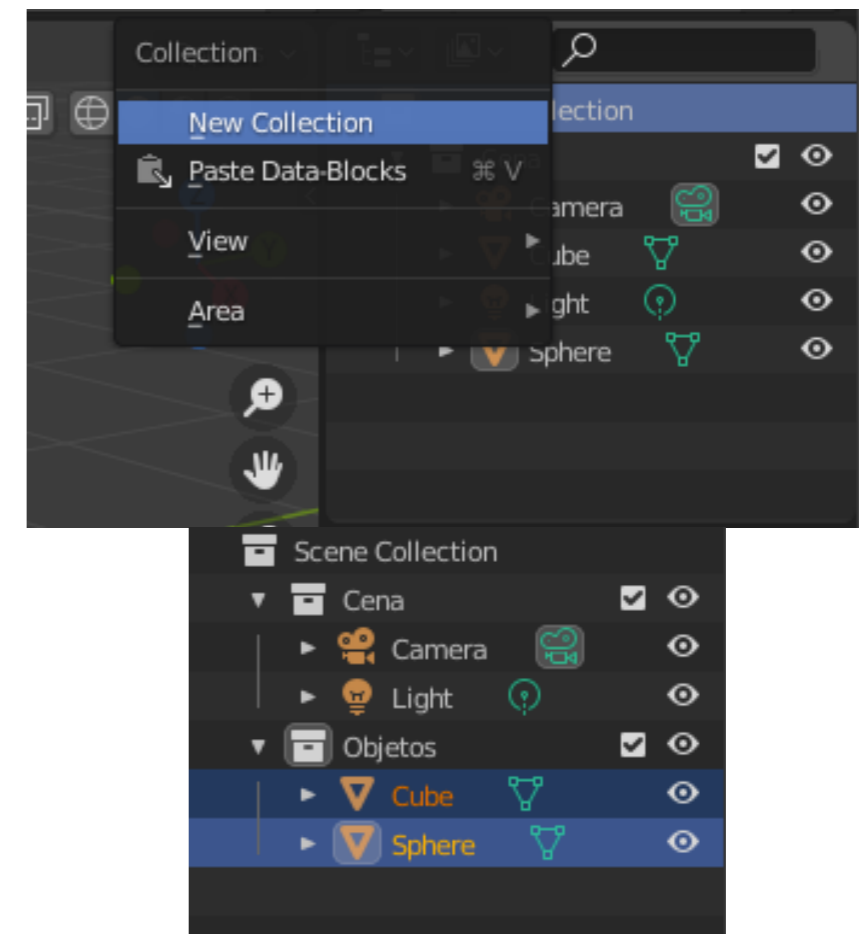 Collection
New Collection
lection
Paste Data-Blocks ⌘ V
amera
View
ube
Area
ght
Sphere
Scene Collection
Cena
Camera
Light
Objetos
Cube
Sphere